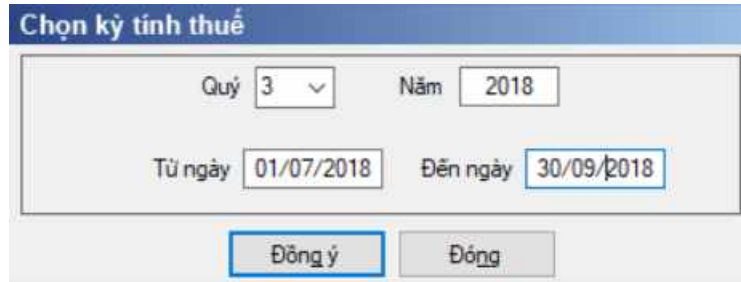 Chọn kỳ tính thuế
Quý 3 Năm 2018
Từ ngày 01/07/2018 Đến ngày 30/09/2018
Đồng ý Đóng